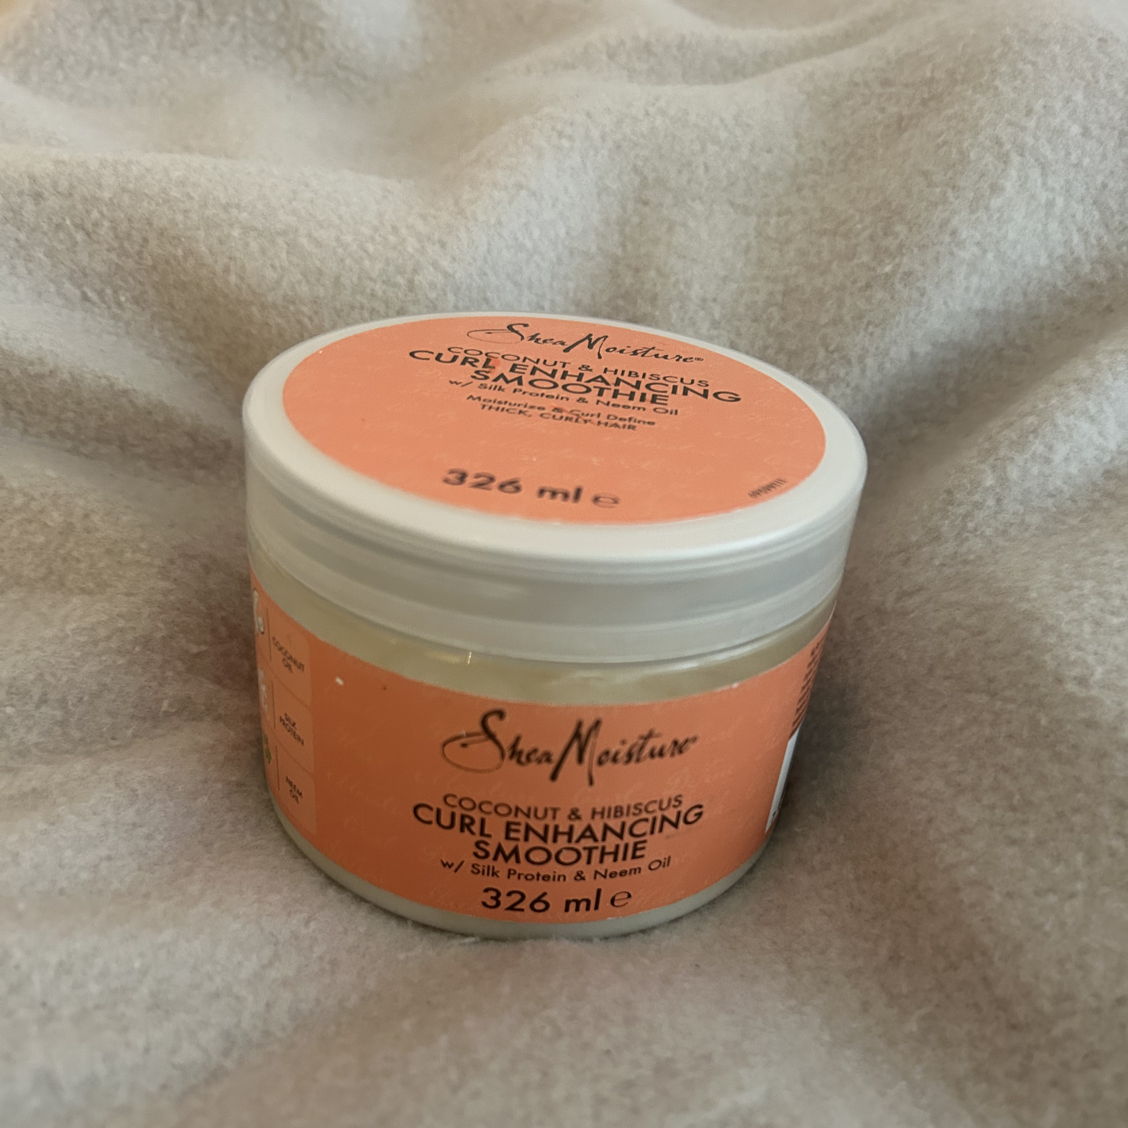 SheaMoisture®
COCONUT & HIBISCUS
CURL ENHANCING
SMOOTHIE
w/ Silk Protein & Neem Oil
Moisturize & Curl Define
THICK, CURLY HAIR
326 ml ℮
COCONUT
OIL
SILK
PROTEIN
NEEM
OIL
SheaMoisture®
COCONUT & HIBISCUS
CURL ENHANCING
SMOOTHIE
w/ Silk Protein & Neem Oil
326 ml ℮